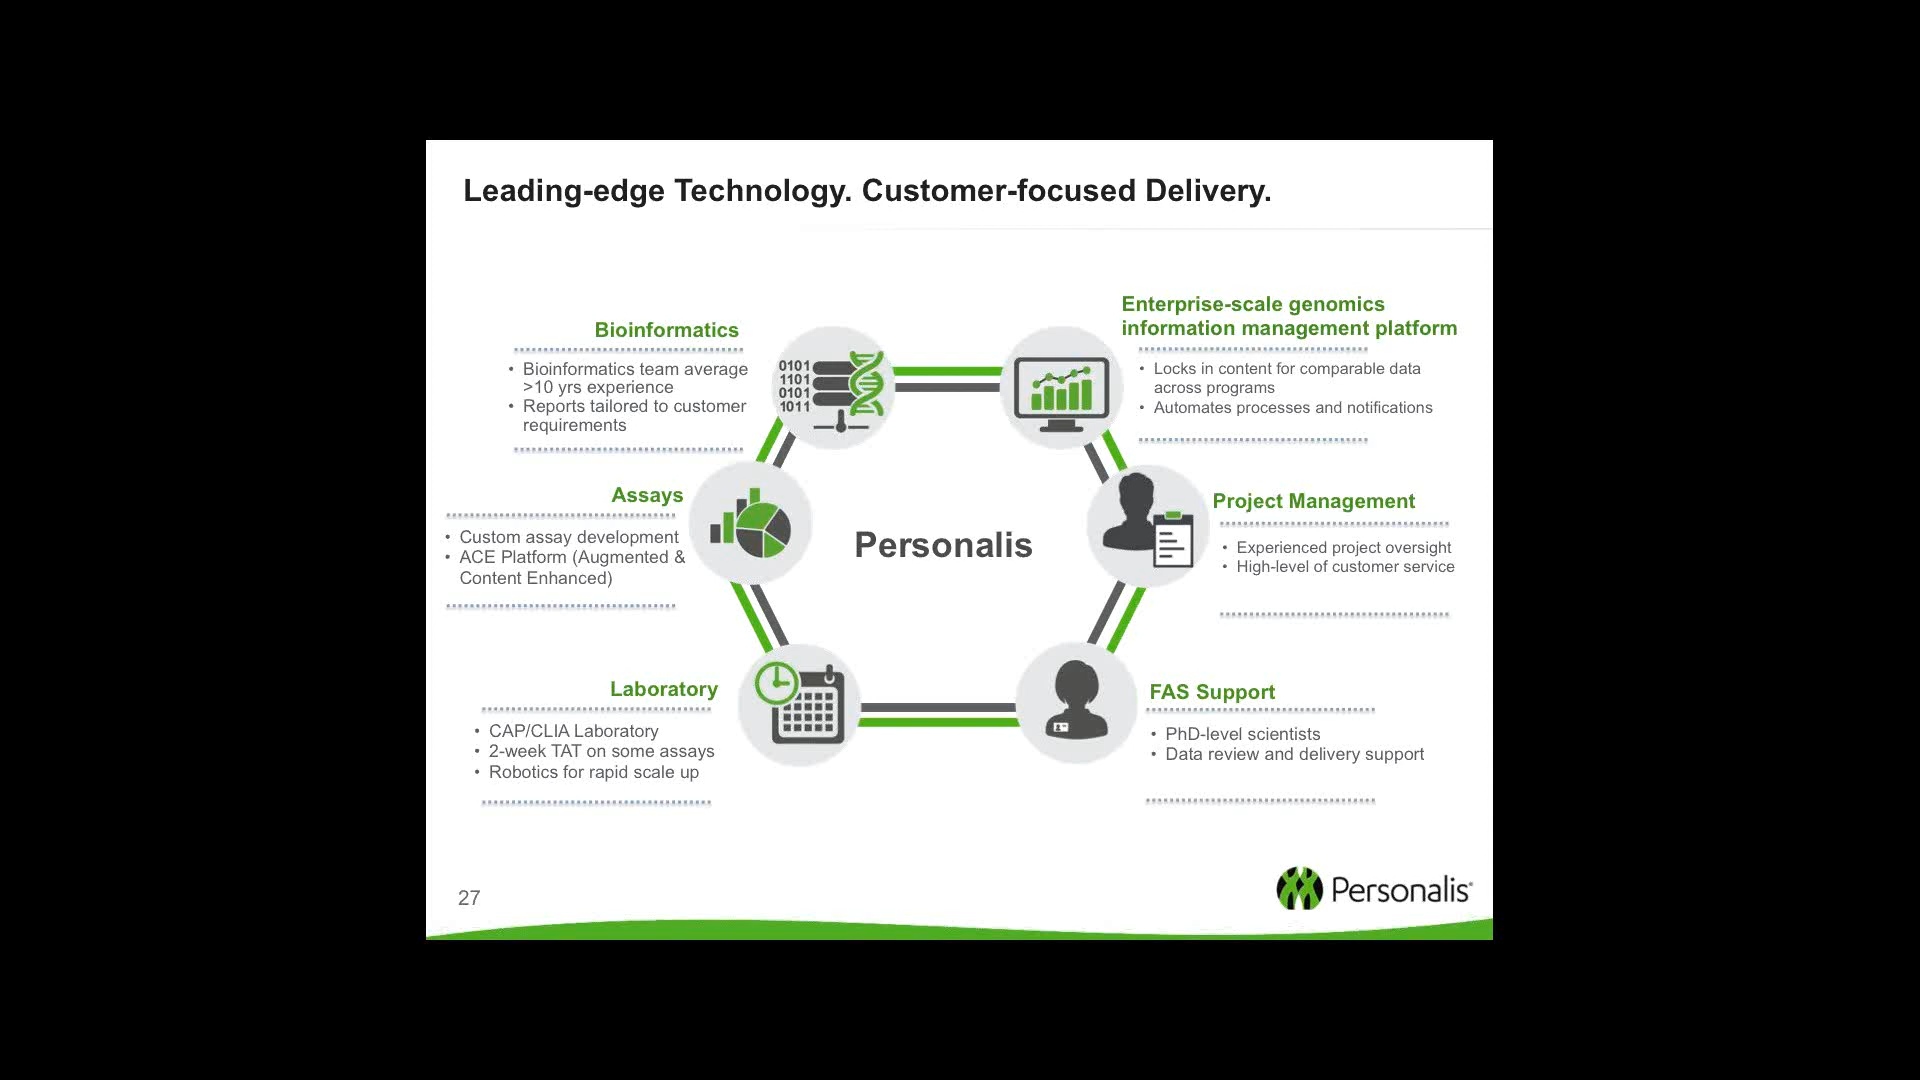 Leading-edge Technology. Customer-focused Delivery.
Bioinformatics
• Bioinformatics team average
>10 yrs experience
• Reports tailored to customer
requirements
0101
1101
0101
1011
Enterprise-scale genomics
information management platform
• Locks in content for comparable data
across programs
• Automates processes and notifications
Assays
• Custom assay development
• ACE Platform (Augmented &
Content Enhanced)
Personalis
Project Management
• Experienced project oversight
• High-level of customer service
Laboratory
• CAP/CLIA Laboratory
• 2-week TAT on some assays
• Robotics for rapid scale up
FAS Support
• PhD-level scientists
• Data review and delivery support
27
Personalis